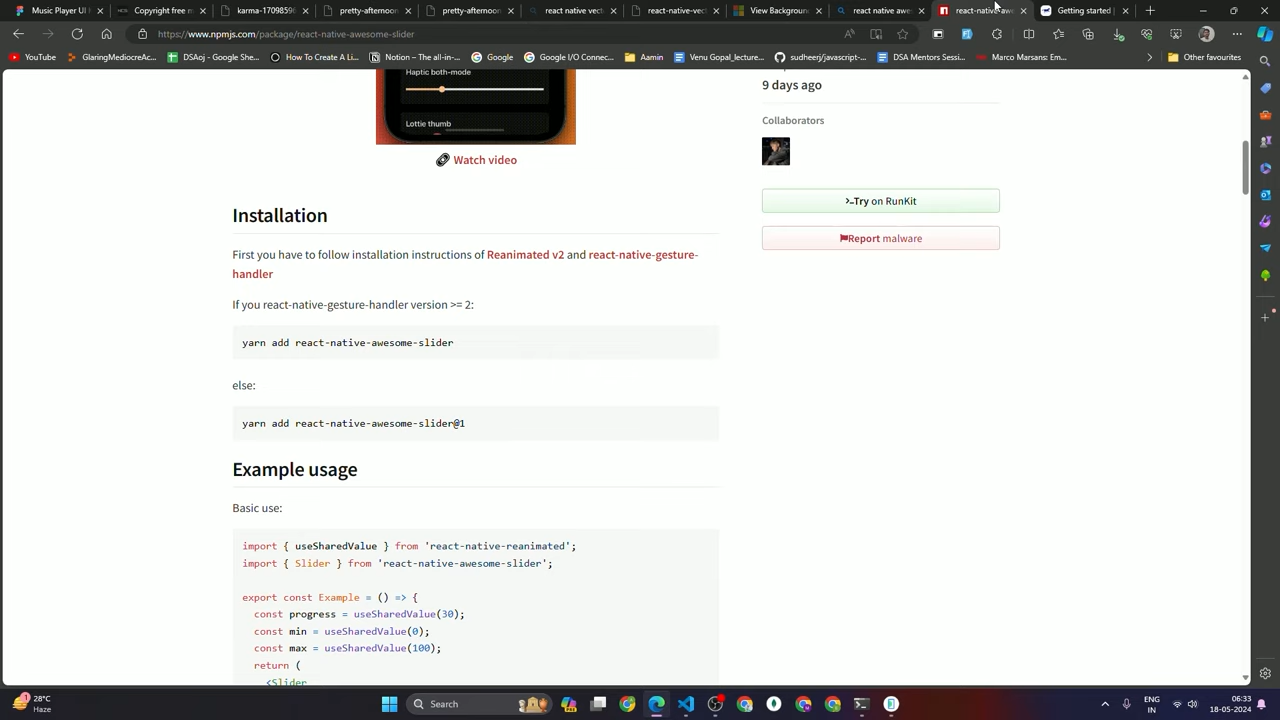 Music Player UI
Copyright free m
karma-1709859
pretty-afternoon
pretty-afternoon
react native vect
react-native-vect
View Background
react native awe
react-native-aw
Getting started |
https://www.npmjs.com/package/react-native-awesome-slider
YouTube
GlaringMediocreAc...
DSAoj - Google She...
How To Create A Li...
Notion – The all-in...
Google
Google I/O Connec...
Aamin
Venu Gopal_lecture...
sudheerj/javascript-...
DSA Mentors Sessi...
Marco Marsans: Em...
Other favourites
Haptic both-mode
Lottie thumb
Watch video
9 days ago
Collaborators
>-Try on RunKit
Report malware
Installation
First you have to follow installation instructions of Reanimated v2 and react-native-gesture-
handler
If you react-native-gesture-handler version >= 2:
yarn add react-native-awesome-slider
else:
yarn add react-native-awesome-slider@1
Example usage
Basic use:
import { useSharedValue } from 'react-native-reanimated';
import { Slider } from 'react-native-awesome-slider';
export const Example = () => {
const progress = useSharedValue(30);
const min = useSharedValue(0);
const max = useSharedValue(100);
return (
<Slider
28°C
Haze
Search
ENG
IN
06:33
18-05-2024